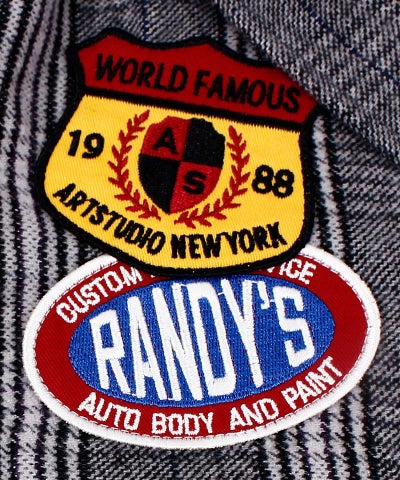 WORLD FAMOUS
19 88
A
S
ARTSTUDIO NEW YORK
CUSTOM
RANDY'S
AUTO BODY AND PAINT